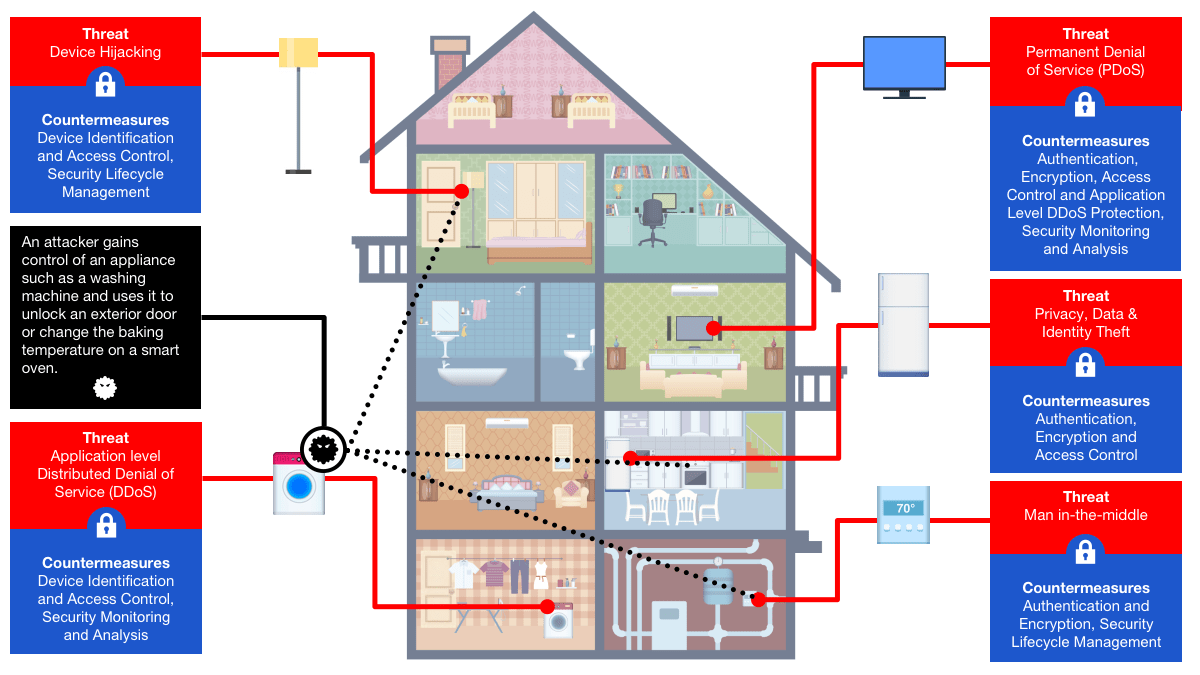 Threat
Device Hijacking
Countermeasures
Device Identification
and Access Control,
Security Lifecycle
Management
An attacker gains
control of an appliance
such as a washing
machine and uses it to
unlock an exterior door
or change the baking
temperature on a smart
oven.
Threat
Application level
Distributed Denial of
Service (DDoS)
Countermeasures
Device Identification
and Access Control,
Security Monitoring
and Analysis
Threat
Permanent Denial
of Service (PDoS)
Countermeasures
Authentication,
Encryption, Access
Control and Application
Level DDoS Protection,
Security Monitoring
and Analysis
Threat
Privacy, Data &
Identity Theft
Countermeasures
Authentication,
Encryption and
Access Control
70°
Threat
Man in-the-middle
Countermeasures
Authentication and
Encryption, Security
Lifecycle Management